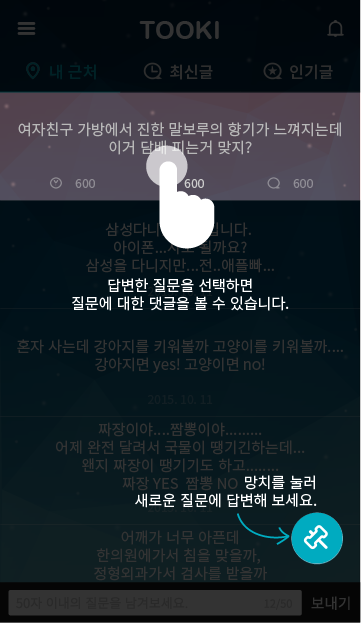 TOOKI
내 근처 최신글 인기글
여자친구 가방에서 진한 말보루의 향기가 느껴지는데
이거 담배 피는거 맞지?
600 600 600
삼성다니 입니다.
아이폰...사도 될까요?
삼성을 다니지만...전..애플빠...
답변한 질문을 선택하면
질문에 대한 댓글을 볼 수 있습니다.
혼자 사는데 강아지를 키워볼까 고양이를 키워볼까....
강아지면 yes! 고양이면 no!
2015. 10. 11
짜장이야....짬뽕이야.........
어제 완전 달려서 국물이 땡기긴하는데...
왠지 짜장이 땡기기도 하고.........
짜장 YES 짬뽕 NO
망치를 눌러
새로운 질문에 답변해 보세요.
어깨가 너무 아픈데
한의원에가서 침을 맞을까,
정형외과가서 검사를 받을까
50자 이내의 질문을 남겨보세요. 13/50 보내기